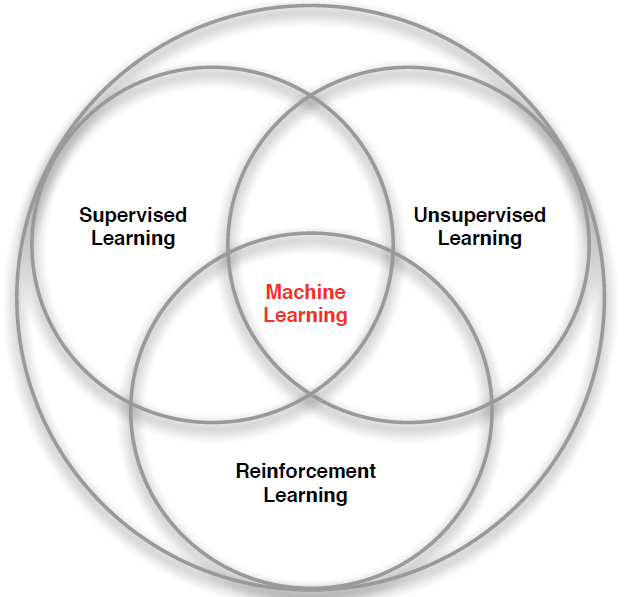 Supervised
Learning
Unsupervised
Learning
Machine
Learning
Reinforcement
Learning